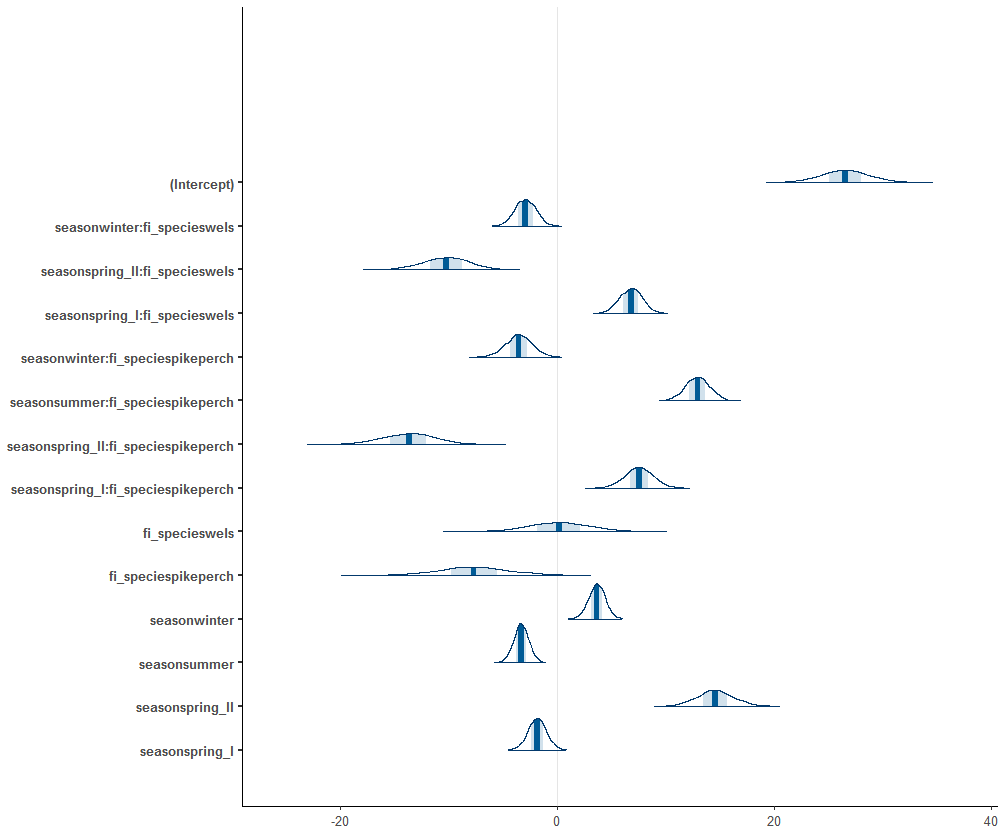 (Intercept)
seasonwinter:fi_specieswels
seasonspring_II:fi_specieswels
seasonspring_I:fi_specieswels
seasonwinter:fi_speciespikeperch
seasonsummer:fi_speciespikeperch
seasonspring_II:fi_speciespikeperch
seasonspring_I:fi_speciespikeperch
fi_specieswels
fi_speciespikeperch
seasonwinter
seasonsummer
seasonspring_II
seasonspring_I
-20 0 20 40